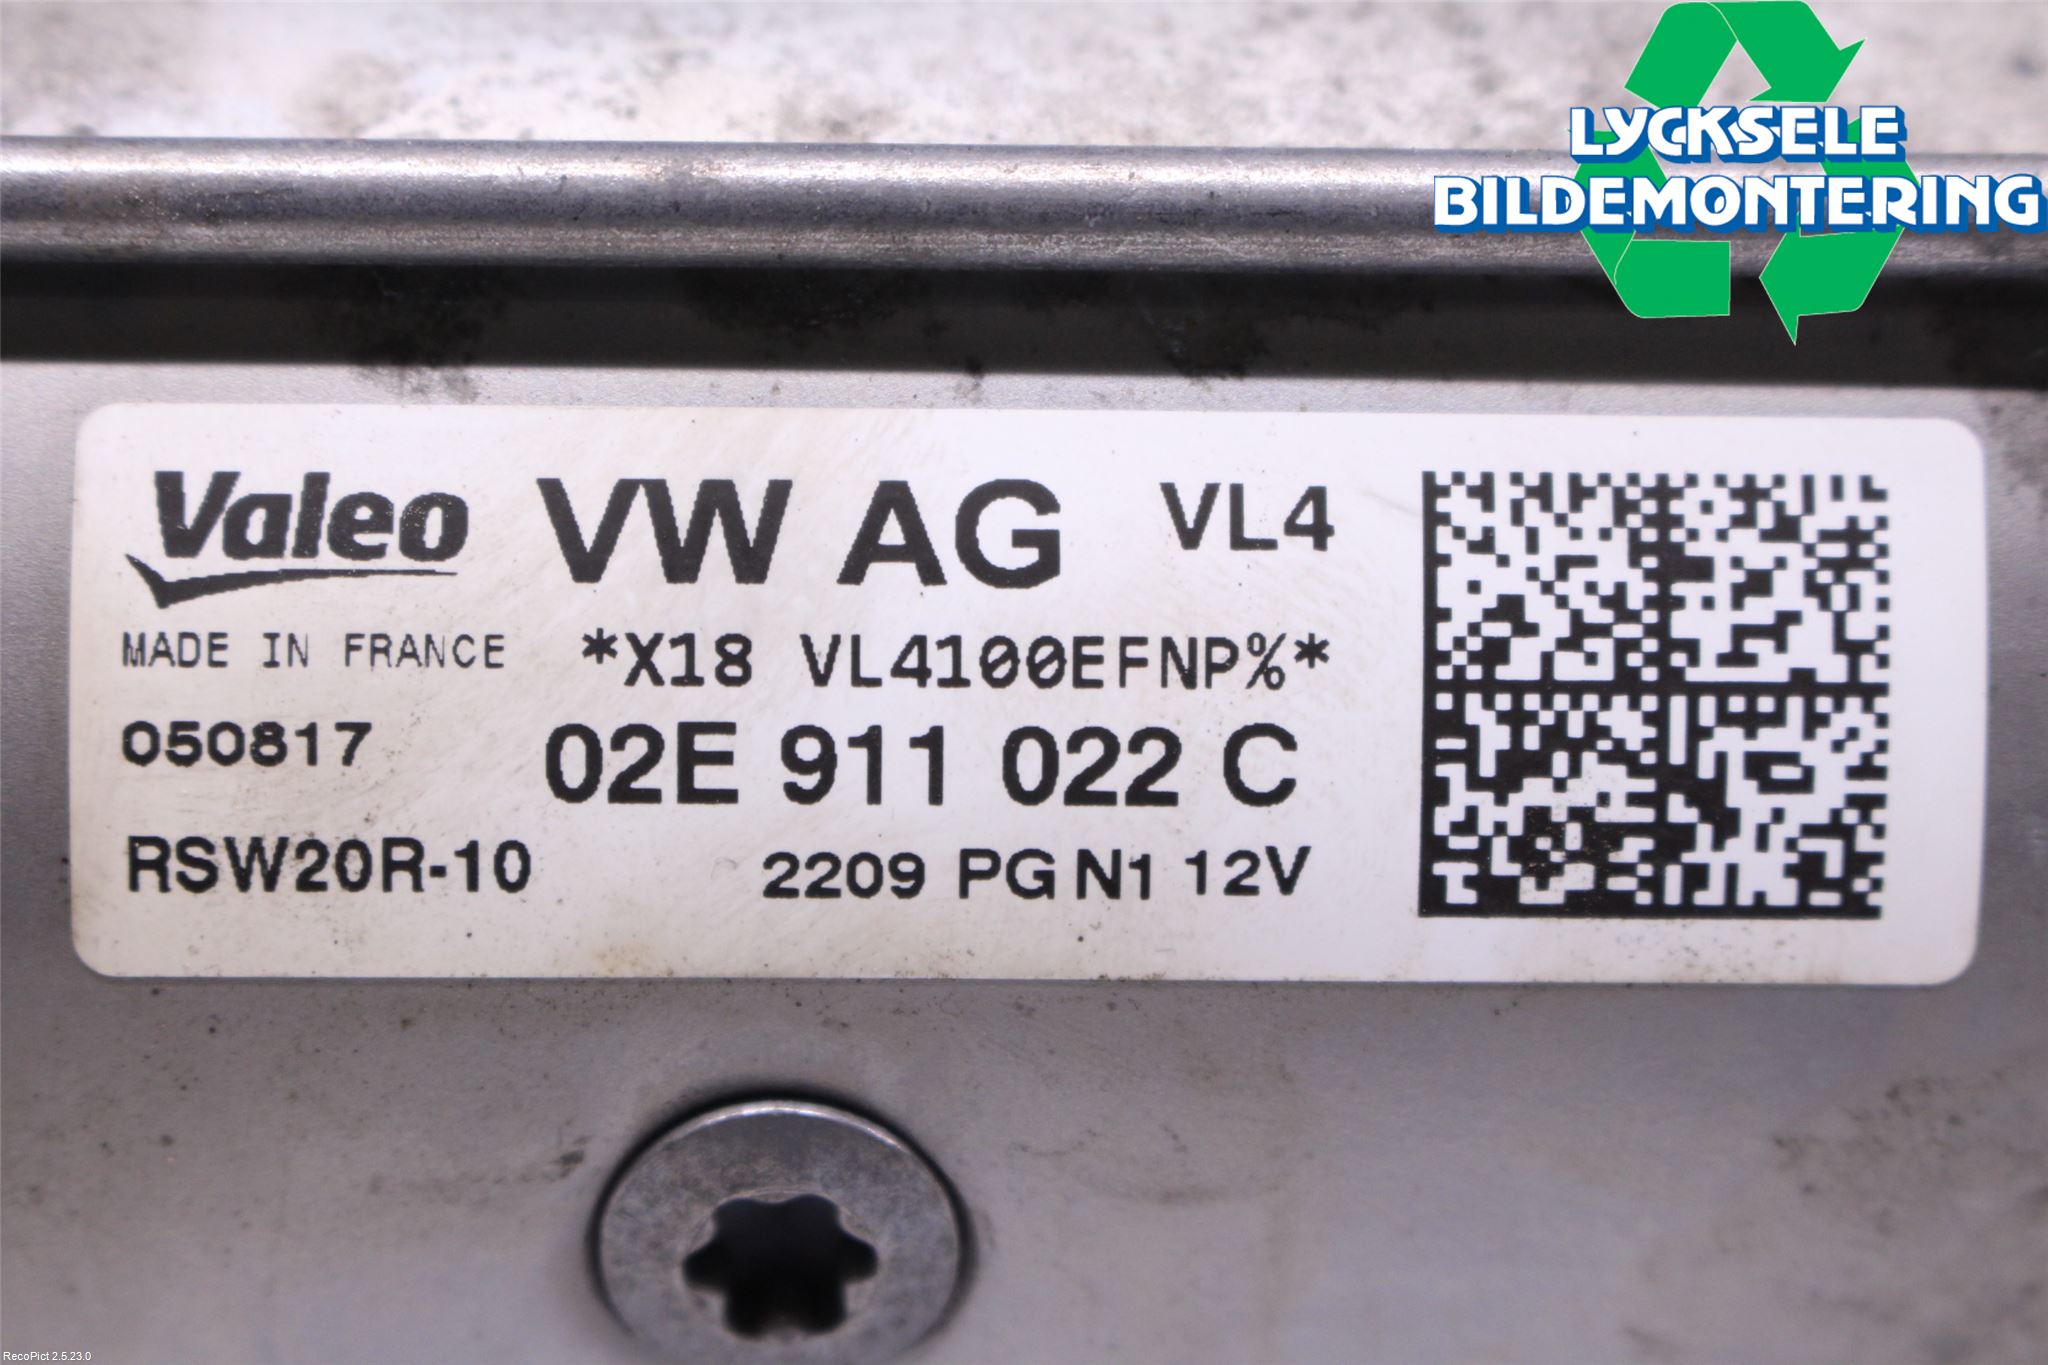 LYCKSELE
BILDEMONTERING
Valeo VW AG VL4
MADE IN FRANCE *X18 VL4100EFNP%*
050817 02E 911 022 C
RSW20R-10 2209 PG N1 12V
RecoPict 2.5.23.0